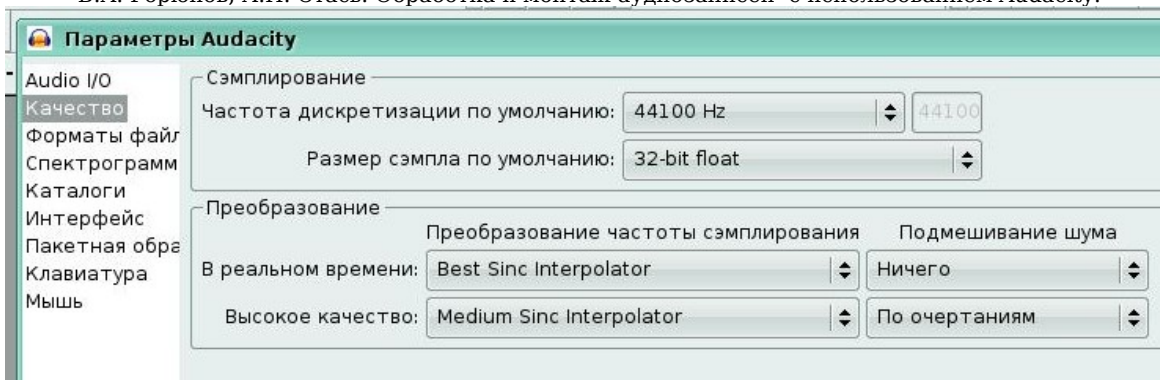 с использованием Audacity.
Параметры Audacity
Audio I/O
Качество
Форматы файл
Спектрограмм
Каталоги
Интерфейс
Пакетная обра
Клавиатура
Мышь
Сэмплирование
Частота дискретизации по умолчанию: 44100 Hz 44100
Размер сэмпла по умолчанию: 32-bit float
Преобразование
Преобразование частоты сэмплирования Подмешивание шума
В реальном времени: Best Sinc Interpolator Ничего
Высокое качество: Medium Sinc Interpolator По очертаниям